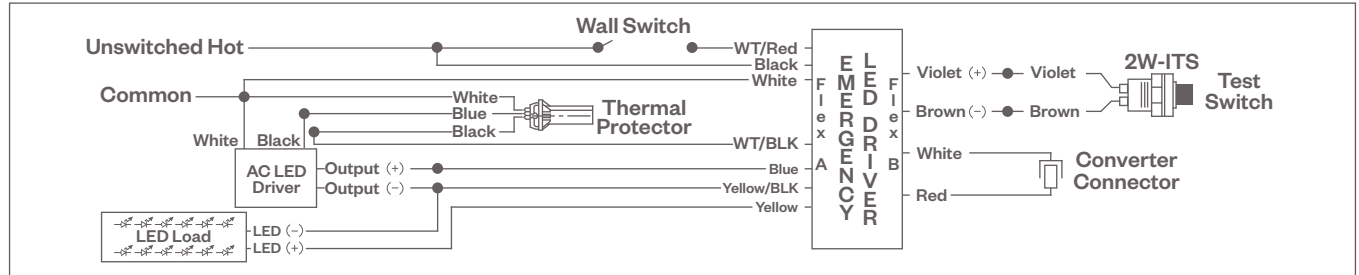 Wall Switch
Unswitched Hot
WT/Red
Black
White
Common
White
Blue
Black
Thermal
Protector
White
Black
WT/BLK
AC LED
Driver
Output (+)
Output (-)
Blue
Yellow/BLK
Yellow
LED Load
LED (-)
LED (+)
Flex A
EMERGENCY
LED DRIVER
Flex B
Violet (+)
Violet
2W-ITS
Test
Switch
Brown (-)
Brown
White
Red
Converter
Connector